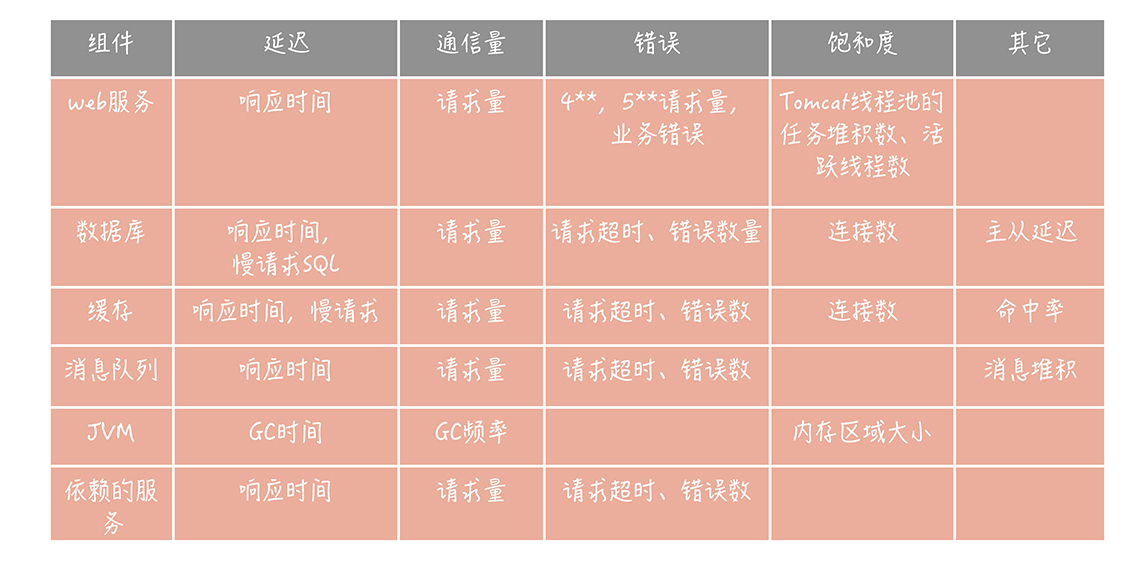 组件 延迟 通信量 错误 饱和度 其它
web服务 响应时间 请求量 4**，5**请求量， Tomcat线程池的
业务错误 任务堆积数、活
跃线程数
数据库 响应时间， 请求量 请求超时、错误数量 连接数 主从延迟
慢请求SQL
缓存 响应时间，慢请求 请求量 请求超时、错误数 连接数 命中率
消息队列 响应时间 请求量 请求超时、错误数 消息堆积
JVM GC时间 GC频率 内存区域大小
依赖的服 响应时间 请求量 请求超时、错误数
务